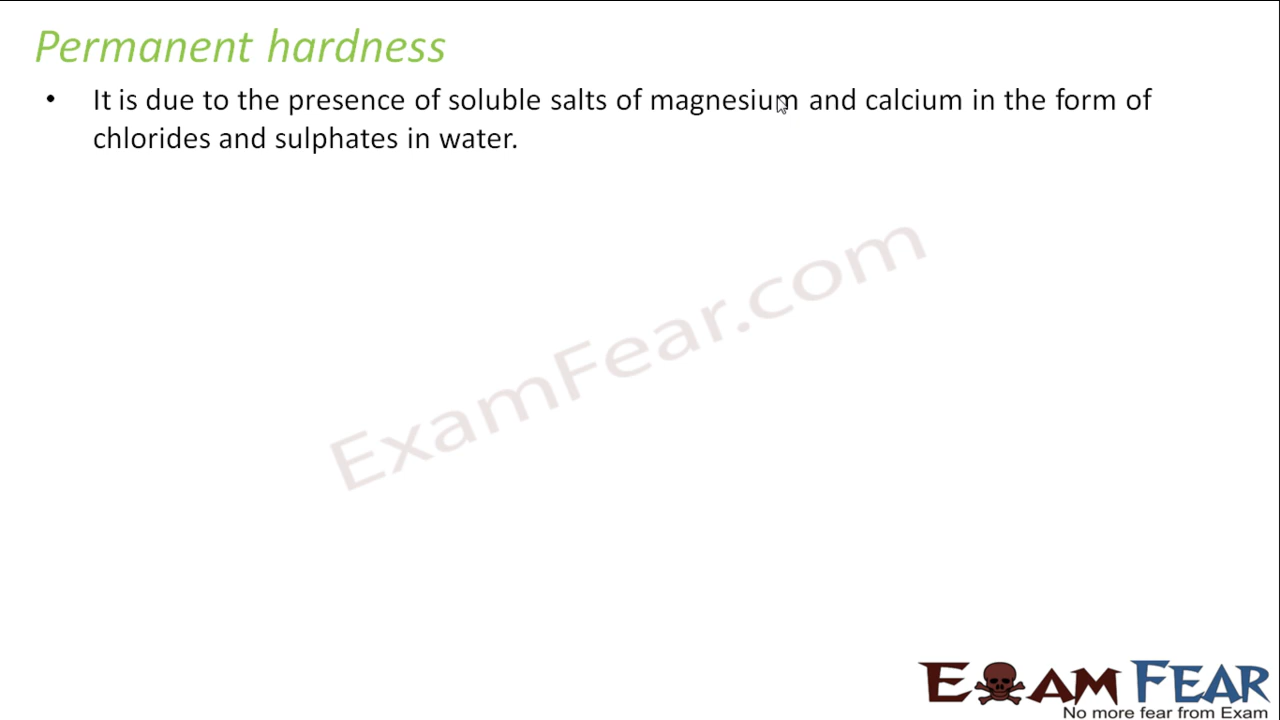 Permanent hardness
• It is due to the presence of soluble salts of magnesium and calcium in the form of
chlorides and sulphates in water.
ExamFear.com
EXAM FEAR
No more fear from Exam